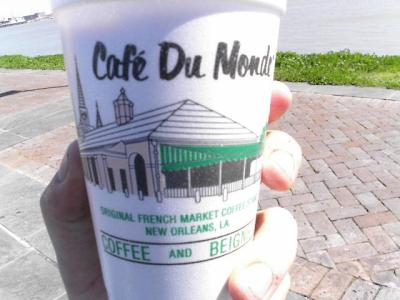 Café Du Monde
ORIGINAL FRENCH MARKET COFFEE
NEW ORLEANS, LA
COFFEE AND